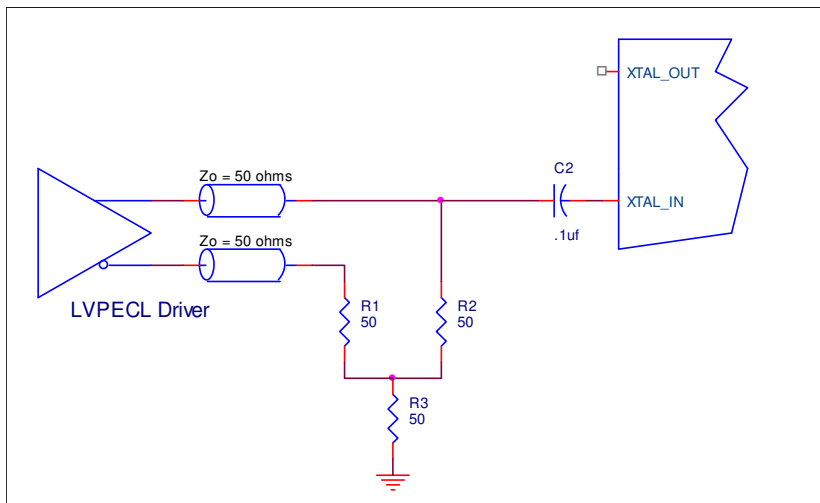 XTAL_OUT
C2
Zo = 50 ohms
XTAL_IN
.1uf
Zo = 50 ohms
LVPECL Driver
R1
50
R2
50
R3
50